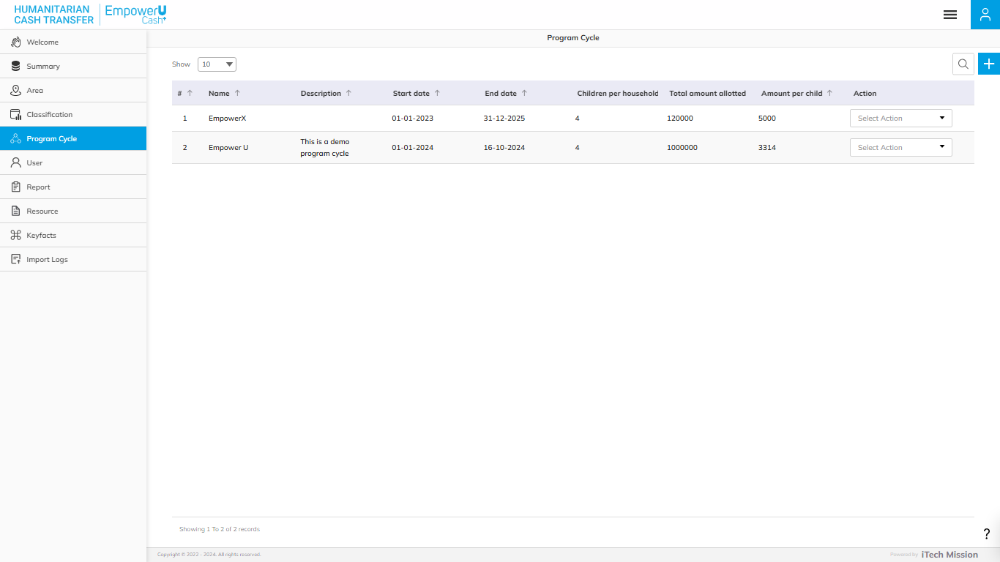 HUMANITARIAN
CASH TRANSFER
EmpowerU
Cash+
Welcome
Summary
Area
Classification
Program Cycle
User
Report
Resource
Keyfacts
Import Logs
Program Cycle
Show 10
# Name Description Start date End date Children per household Total amount allotted Amount per child Action
1 EmpowerX 01-01-2023 31-12-2025 4 120000 5000 Select Action
2 Empower U This is a demo program cycle 01-01-2024 16-10-2024 4 1000000 3314 Select Action
Showing 1 To 2 of 2 records
?
Copyright © 2022 - 2024. All rights reserved.
Powered by iTech Mission